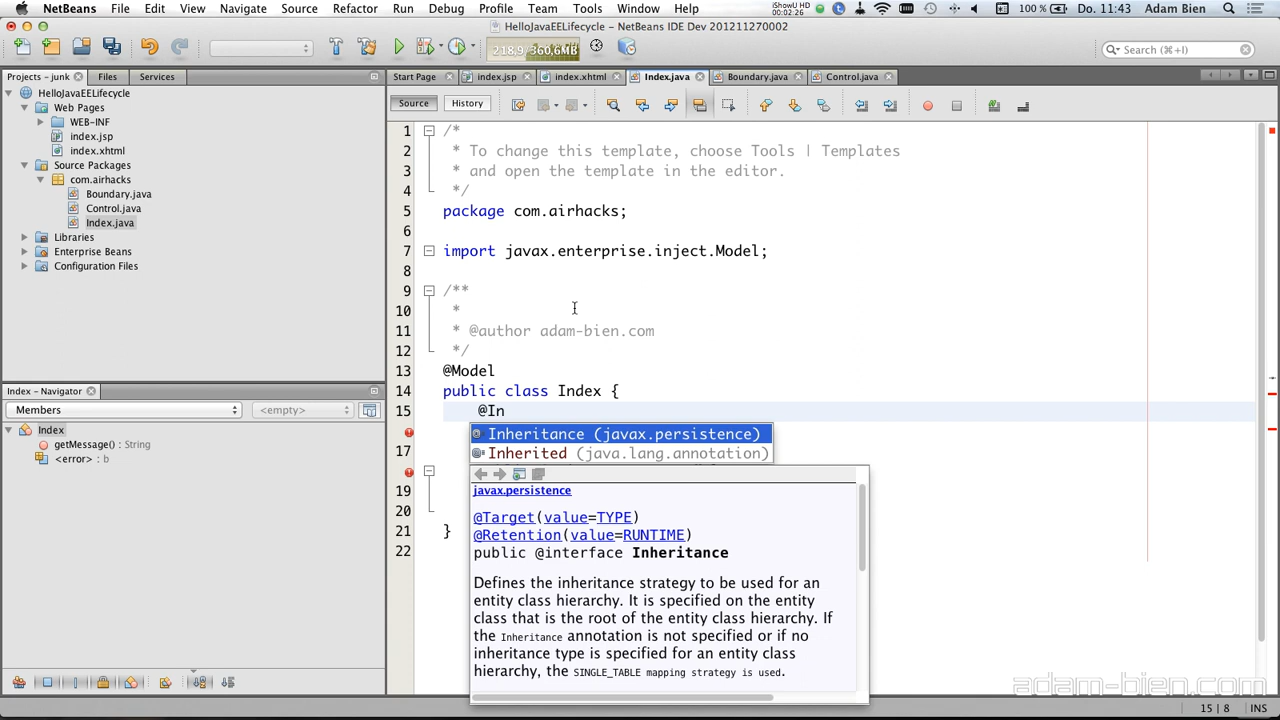 NetBeans File Edit View Navigate Source Refactor Run Debug Profile Team Tools Window Help iShowU HD 00:02:26 100 % Do. 11:43 Adam Bien
HelloJavaEELifecycle - NetBeans IDE Dev 201211270002
218,9/360,6MB Search (⌘+I)
Projects - junk Files Services
Start Page index.jsp index.xhtml Index.java Boundary.java Control.java
Source History
HelloJavaEELifecycle
Web Pages
WEB-INF
index.jsp
index.xhtml
Source Packages
com.airhacks
Boundary.java
Control.java
Index.java
Libraries
Enterprise Beans
Configuration Files
Index - Navigator
Members <empty>
Index
getMessage() : String
<error> : b
1 /*
2 * To change this template, choose Tools | Templates
3 * and open the template in the editor.
4 */
5 package com.airhacks;
6
7 import javax.enterprise.inject.Model;
8
9 /**
10 *
11 * @author adam-bien.com
12 */
13 @Model
14 public class Index {
15 @In
Inheritance (javax.persistence)
17 Inherited (java.lang.annotation)
19
20
21 }
22
javax.persistence
@Target(value=TYPE)
@Retention(value=RUNTIME)
public @interface Inheritance
Defines the inheritance strategy to be used for an
entity class hierarchy. It is specified on the entity
class that is the root of the entity class hierarchy. If
the Inheritance annotation is not specified or if no
inheritance type is specified for an entity class
hierarchy, the SINGLE_TABLE mapping strategy is used.
adam-bien.com
15 | 8 INS